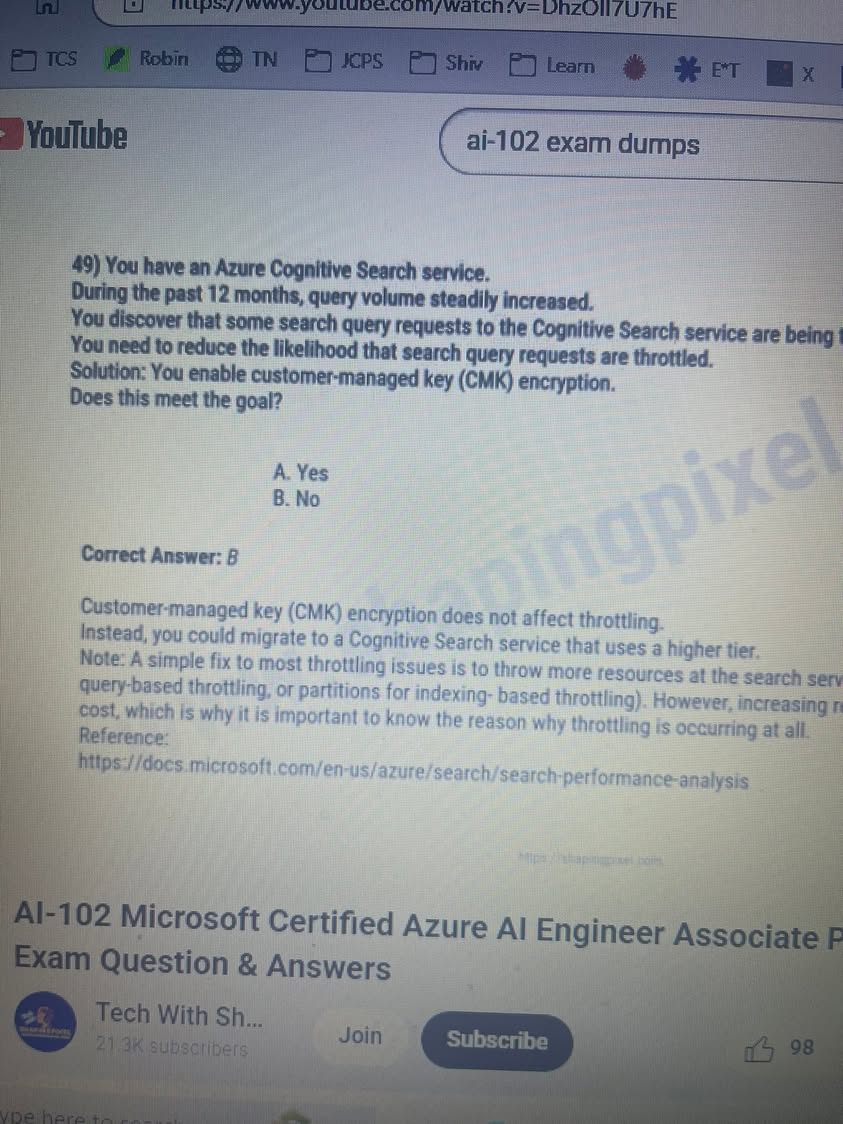 https://www.youtube.com/watch?v=DhzOII7U7hE
TCS Robin TN JCPS Shiv Learn E*T X
YouTube
ai-102 exam dumps
49) You have an Azure Cognitive Search service.
During the past 12 months, query volume steadily increased.
You discover that some search query requests to the Cognitive Search service are being
You need to reduce the likelihood that search query requests are throttled.
Solution: You enable customer-managed key (CMK) encryption.
Does this meet the goal?
A. Yes
B. No
Correct Answer: B
hapingpixel
Customer-managed key (CMK) encryption does not affect throttling.
Instead, you could migrate to a Cognitive Search service that uses a higher tier.
Note: A simple fix to most throttling issues is to throw more resources at the search serv
query-based throttling, or partitions for indexing- based throttling). However, increasing re
cost, which is why it is important to know the reason why throttling is occurring at all.
Reference:
https://docs.microsoft.com/en-us/azure/search/search-performance-analysis
https://shapingpixel.com
AI-102 Microsoft Certified Azure AI Engineer Associate P
Exam Question & Answers
Tech With Sh...
21.3K subscribers
Join
Subscribe
98
ype here to